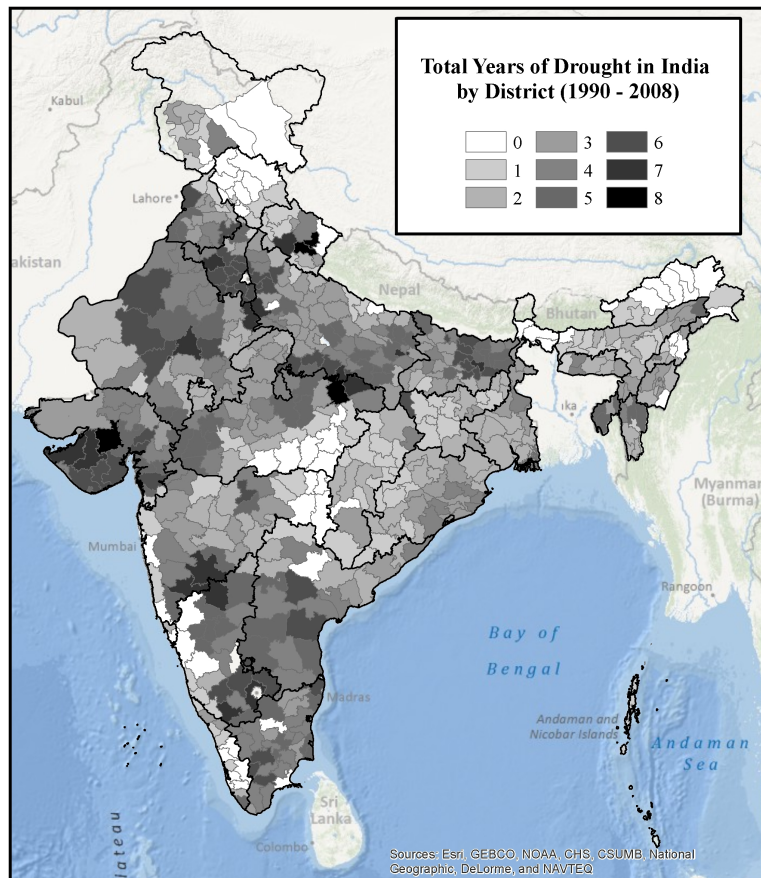 Total Years of Drought in India
by District (1990 - 2008)
0 3 6
1 4 7
2 5 8
Kabul
Lahore
akistan
Nepal
Bhutan
Myanmar
(Burma)
Mumbai
Rangoon
Bay of
Bengal
Madras
Andaman and
Nicobar Islands
Andaman
Sea
Sri
Lanka
Colombo
Sources: Esri, GEBCO, NOAA, CHS, CSUMB, National
Geographic, DeLorme, and NAVTEQ